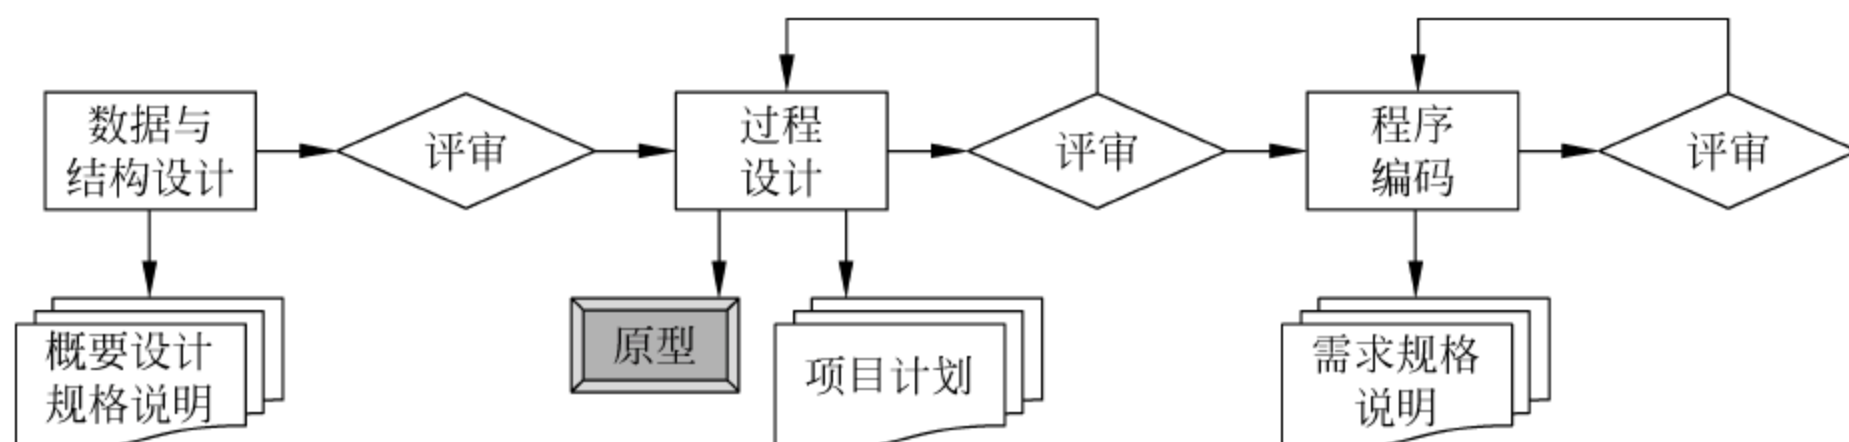 数据与
结构设计
评审
过程
设计
评审
程序
编码
评审
概要设计
规格说明
原型
项目计划
需求规格
说明